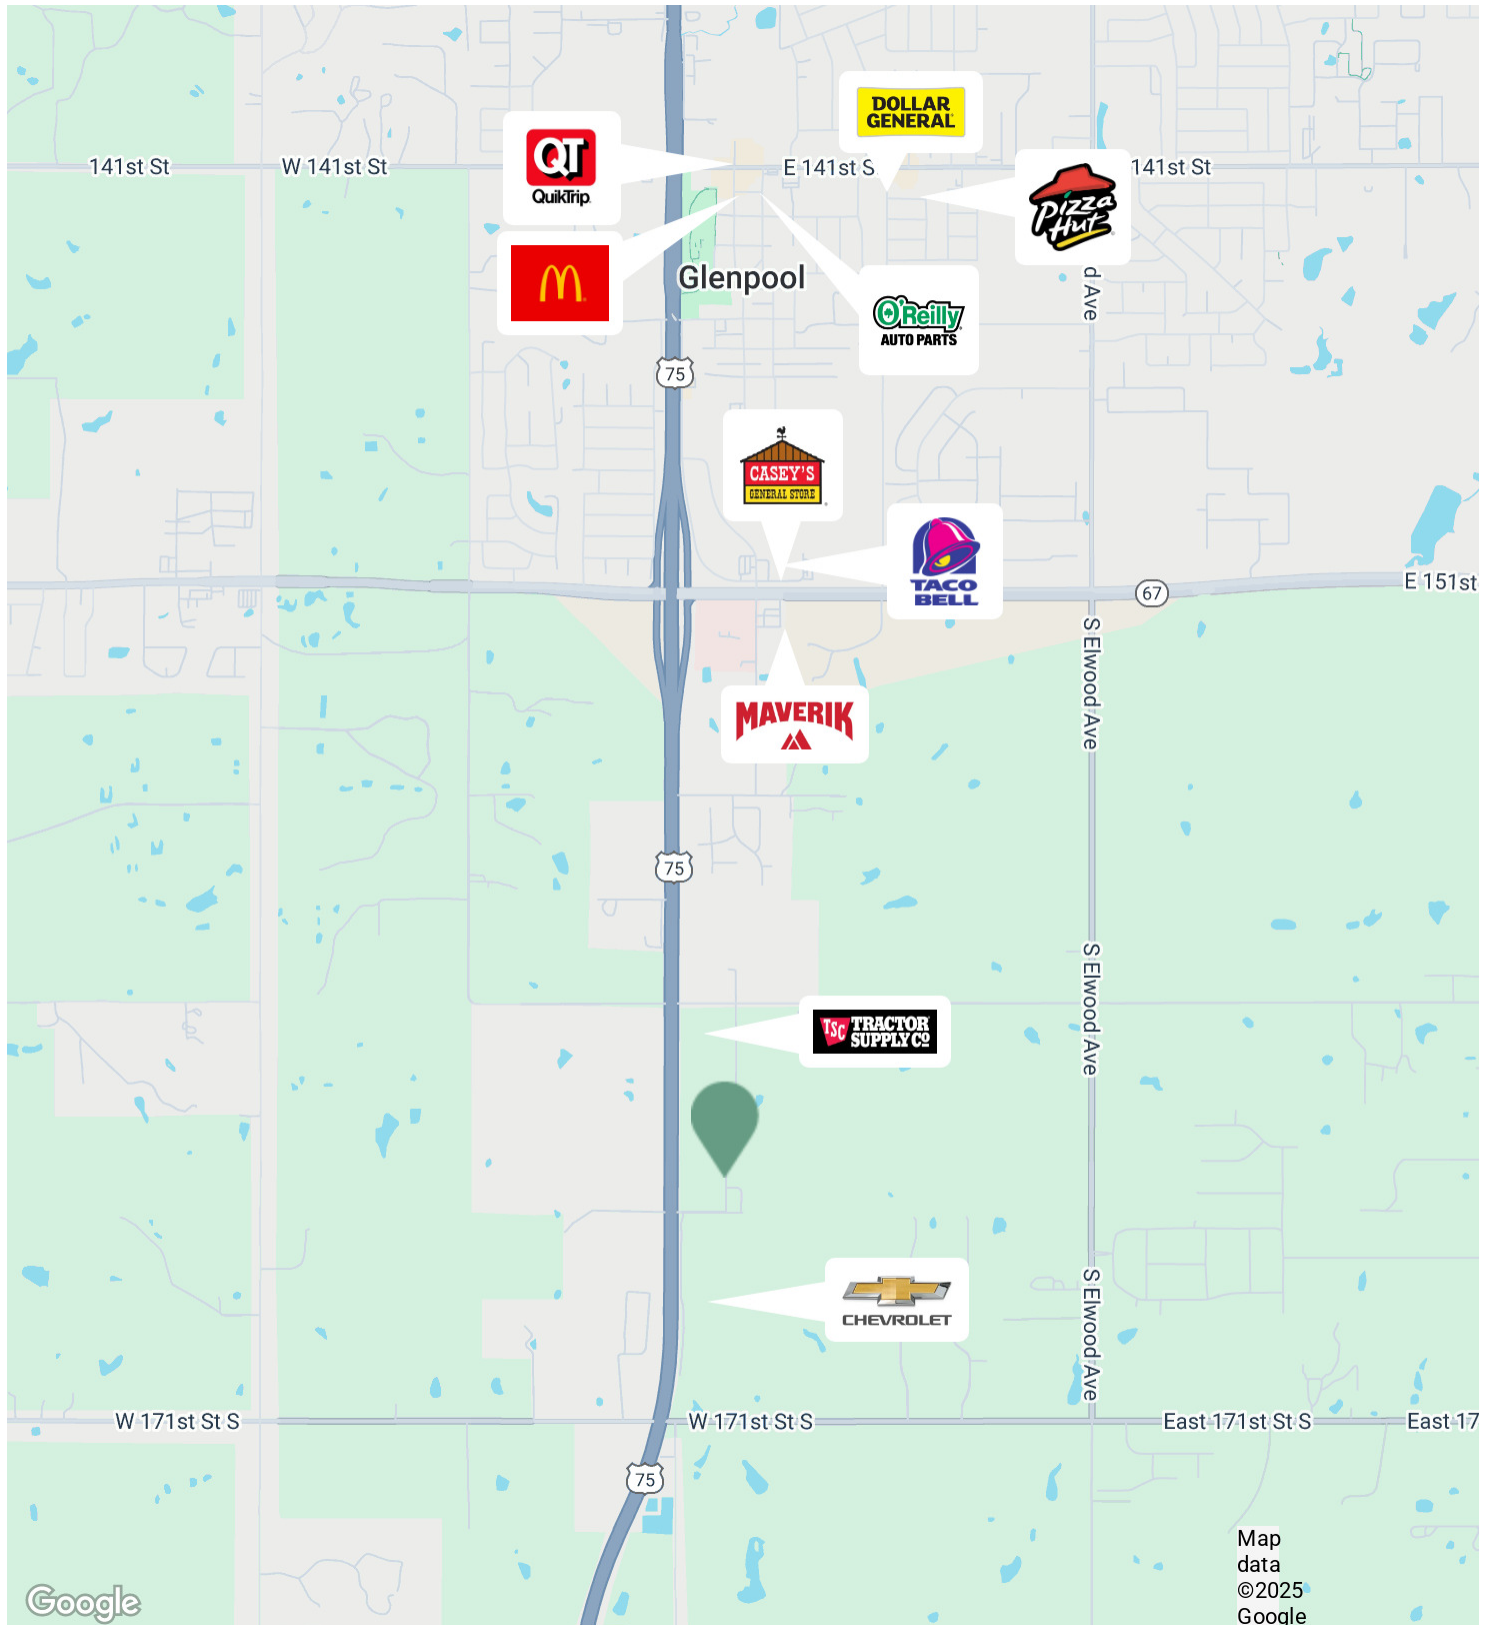 DOLLAR
GENERAL
141st St
W 141st St
QT
QuikTrip
E 141st S
141st St
Pizza
Hut
Glenpool
d Ave
O'Reilly
AUTO PARTS
75
CASEY'S
GENERAL STORE
TACO
BELL
67
E 151st
S Elwood Ave
MAVERIK
75
S Elwood Ave
TSC TRACTOR
SUPPLY CO
CHEVROLET
S Elwood Ave
W 171st St S
W 171st St S
East 171st St S
East 17
75
Map
data
©2025
Google
Google